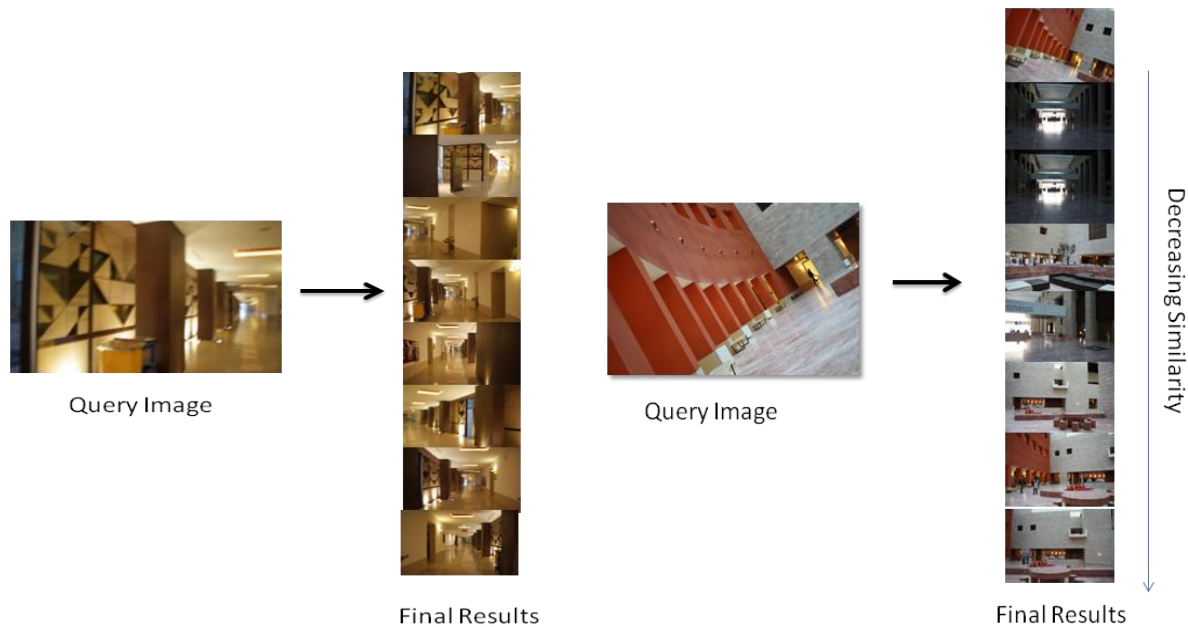 Query Image
Final Results
Query Image
Final Results
Decreasing Similarity